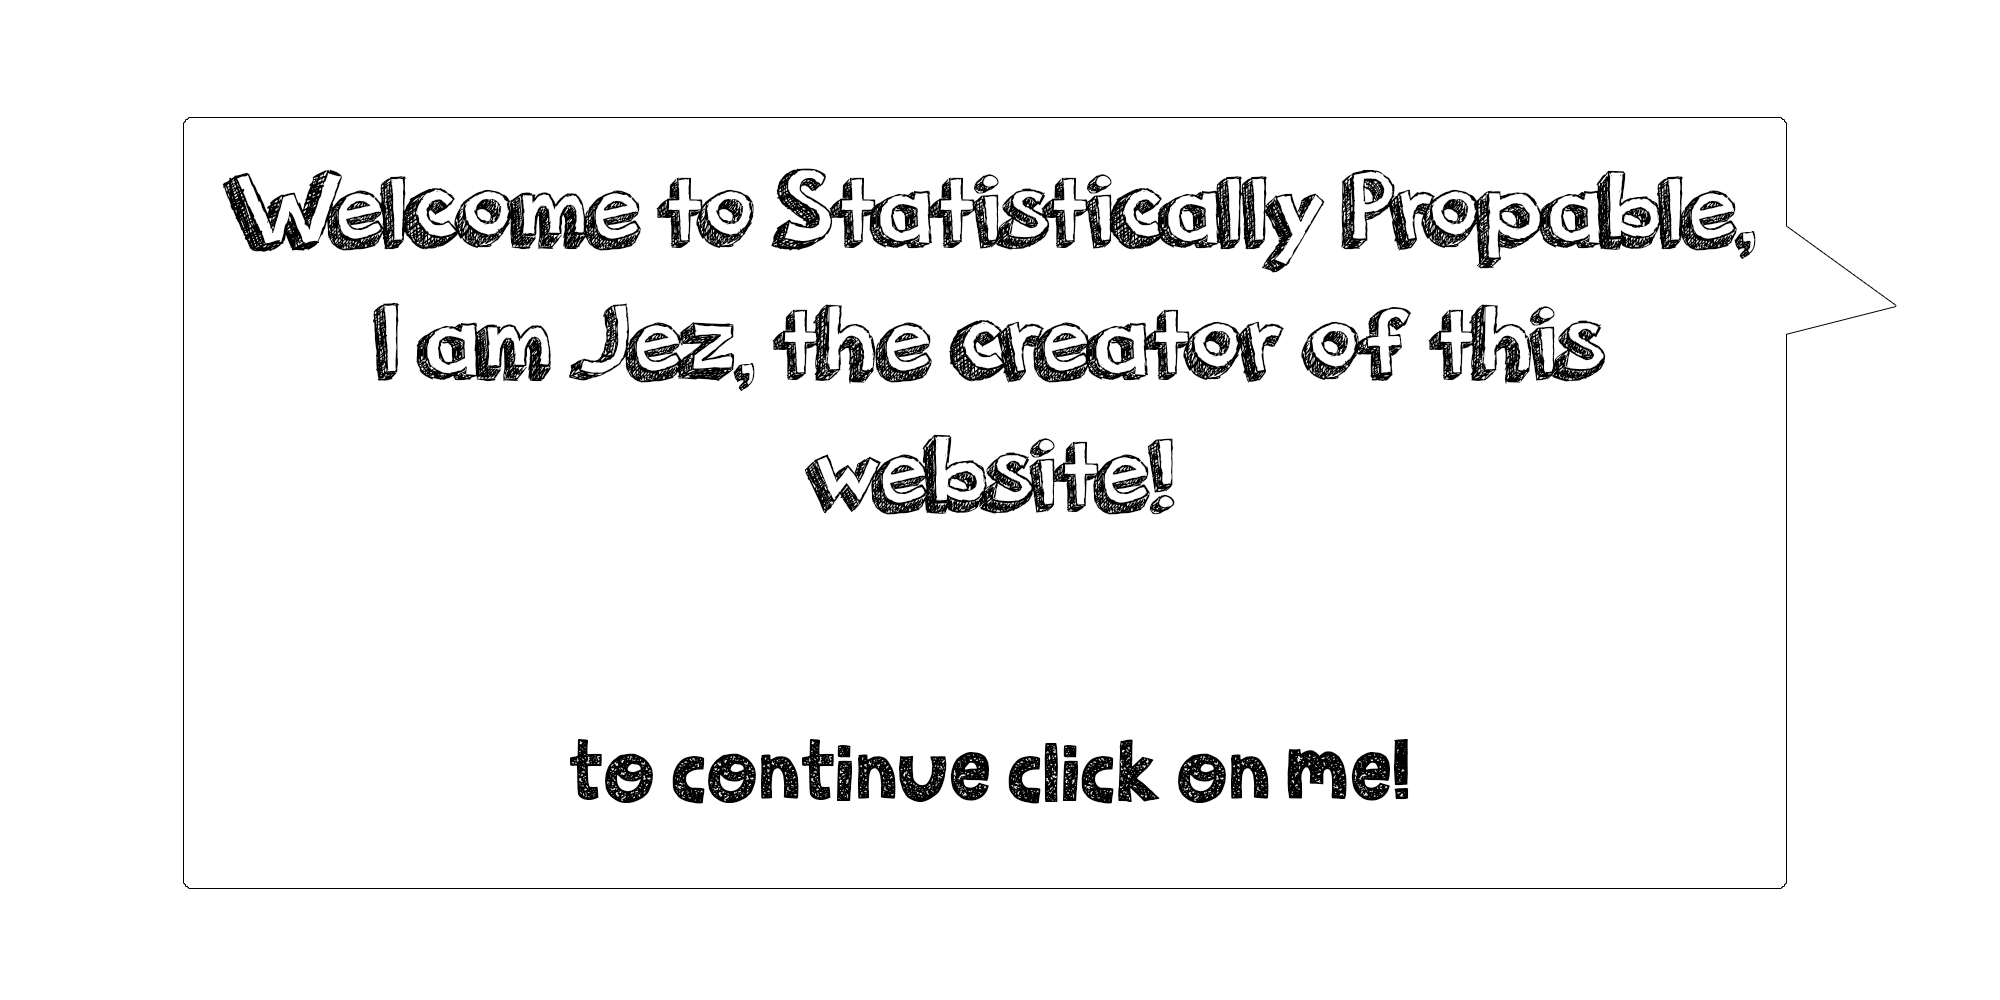 Welcome to Statistically Propable,
I am Jez, the creator of this
website!
to continue click on me!